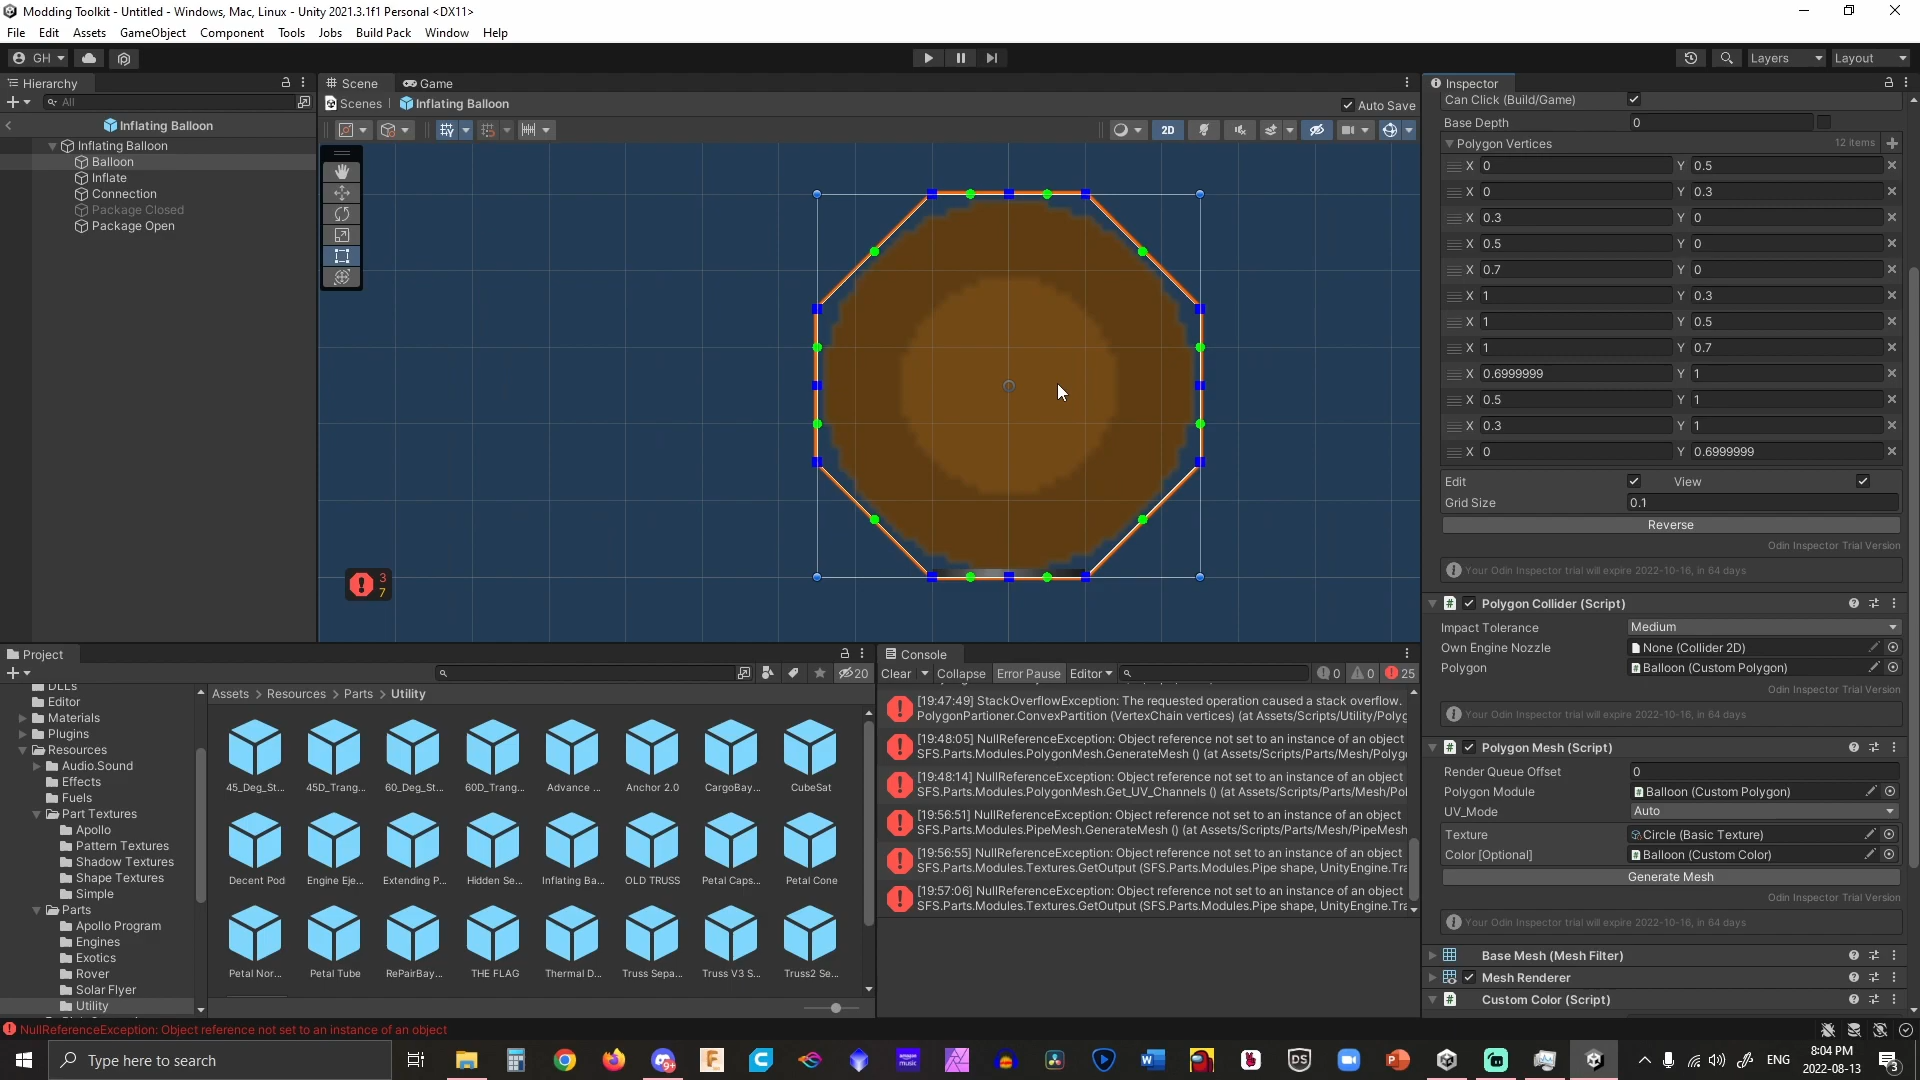 Modding Toolkit - Untitled - Windows, Mac, Linux - Unity 2021.3.1f1 Personal <DX11>
File Edit Assets GameObject Component Tools Jobs Build Pack Window Help
GH
Layers
Layout
Hierarchy
All
Inflating Balloon
Inflating Balloon
Balloon
Inflate
Connection
Package Closed
Package Open
Scene
Game
Scenes | Inflating Balloon
Auto Save
2D
3
7
Inspector
Can Click (Build/Game)
Base Depth 0
Polygon Vertices 12 items
X 0 Y 0.5
X 0 Y 0.3
X 0.3 Y 0
X 0.5 Y 0
X 0.7 Y 0
X 1 Y 0.3
X 1 Y 0.5
X 1 Y 0.7
X 0.6999999 Y 1
X 0.5 Y 1
X 0.3 Y 1
X 0 Y 0.6999999
Edit View
Grid Size 0.1
Reverse
Odin Inspector Trial Version
Your Odin Inspector trial will expire 2022-10-16, in 64 days
Polygon Collider (Script)
Impact Tolerance Medium
Own Engine Nozzle None (Collider 2D)
Polygon Balloon (Custom Polygon)
Odin Inspector Trial Version
Your Odin Inspector trial will expire 2022-10-16, in 64 days
Polygon Mesh (Script)
Render Queue Offset 0
Polygon Module Balloon (Custom Polygon)
UV_Mode Auto
Texture Circle (Basic Texture)
Color [Optional] Balloon (Custom Color)
Generate Mesh
Odin Inspector Trial Version
Your Odin Inspector trial will expire 2022-10-16, in 64 days
Base Mesh (Mesh Filter)
Mesh Renderer
Custom Color (Script)
Project
20
DLLs
Editor
Materials
Plugins
Resources
Audio.Sound
Effects
Fuels
Part Textures
Apollo
Pattern Textures
Shadow Textures
Shape Textures
Simple
Parts
Apollo Program
Engines
Exotics
Rover
Solar Flyer
Utility
Assets > Resources > Parts > Utility
45_Deg_St... 45D_Trang... 60_Deg_St... 60D_Trang... Advance ... Anchor 2.0 CargoBay... CubeSat
Decent Pod Engine Eje... Extending P... Hidden Se... Inflating Ba... OLD TRUSS Petal Caps... Petal Cone
Petal Nor... Petal Tube RePairBay... THE FLAG Thermal D... Truss Sepa... Truss V3 S... Truss2 Se...
Console
Clear Collapse Error Pause Editor 0 0 25
[19:47:49] StackOverflowException: The requested operation caused a stack overflow.
PolygonPartioner.ConvexPartition (VertexChain vertices) (at Assets/Scripts/Utility/Polyg
[19:48:05] NullReferenceException: Object reference not set to an instance of an object
SFS.Parts.Modules.PolygonMesh.GenerateMesh () (at Assets/Scripts/Parts/Mesh/Polyg
[19:48:14] NullReferenceException: Object reference not set to an instance of an object
SFS.Parts.Modules.PolygonMesh.Get_UV_Channels () (at Assets/Scripts/Parts/Mesh/Pol
[19:56:51] NullReferenceException: Object reference not set to an instance of an object
SFS.Parts.Modules.PipeMesh.GenerateMesh () (at Assets/Scripts/Parts/Mesh/PipeMesh
[19:56:55] NullReferenceException: Object reference not set to an instance of an object
SFS.Parts.Modules.Textures.GetOutput (SFS.Parts.Modules.Pipe shape, UnityEngine.Tra
[19:57:06] NullReferenceException: Object reference not set to an instance of an object
SFS.Parts.Modules.Textures.GetOutput (SFS.Parts.Modules.Pipe shape, UnityEngine.Tra
NullReferenceException: Object reference not set to an instance of an object
Type here to search
9+
DS
ENG
8:04 PM
2022-08-13
3